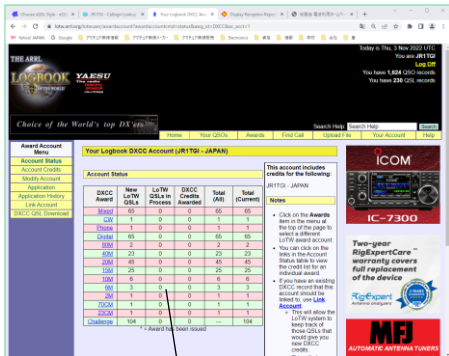 Today is Thu, 3 Nov 2022 UTC
You are JR1TGI
Log Off
You have 1,624 QSO records
You have 230 QSL records
THE ARRL
LOGBOOK
OF THE WORLD
YAESU
The radio
Choice of the World's top DX'ers
Search Help: Search Help Search
Home Your QSOs Awards Find Call Upload File Your Account Help
Award Account Menu
Account Status
Account Credits
Modify Account
Application
Application History
Link Account
DXCC QSL Download
Your Logbook DXCC Account (JR1TGI - JAPAN)
Account Status
DXCC Award New LoTW QSLs LoTW QSLs in Process DXCC Credits Awarded Total (All) Total (Current)
Mixed 65 0 0 65 65
CW 1 0 0 1 1
Phone 1 0 0 1 1
Digital 65 0 0 65 65
80M 2 0 0 2 2
40M 23 0 0 23 23
20M 45 0 0 45 45
15M 25 0 0 25 25
10M 6 0 0 6 6
6M 3 0 0 3 3
2M 1 0 0 1 1
70CM 1 0 0 1 1
23CM 1 0 0 1 1
Challenge 104 0 0 --- 104
* = Award has been issued
This account includes credits for the following:
JR1TGI - JAPAN
Notes
• Click on the Awards item in the menu at the top of the page to select a different LoTW award account.
• You can click on the links in the Account Status table to view the credit list for an individual award.
• If you have an existing DXCC record that this account should be linked to, use Link Account.
◦ This will allow the LoTW system to keep track of those QSLs that would give you new DXCC credits.
ICOM
IC-7300
Two-year
RigExpertCare
warranty covers
full replacement
of the device
RigExpert
MFJ
AUTOMATIC ANTENNA TUNERS